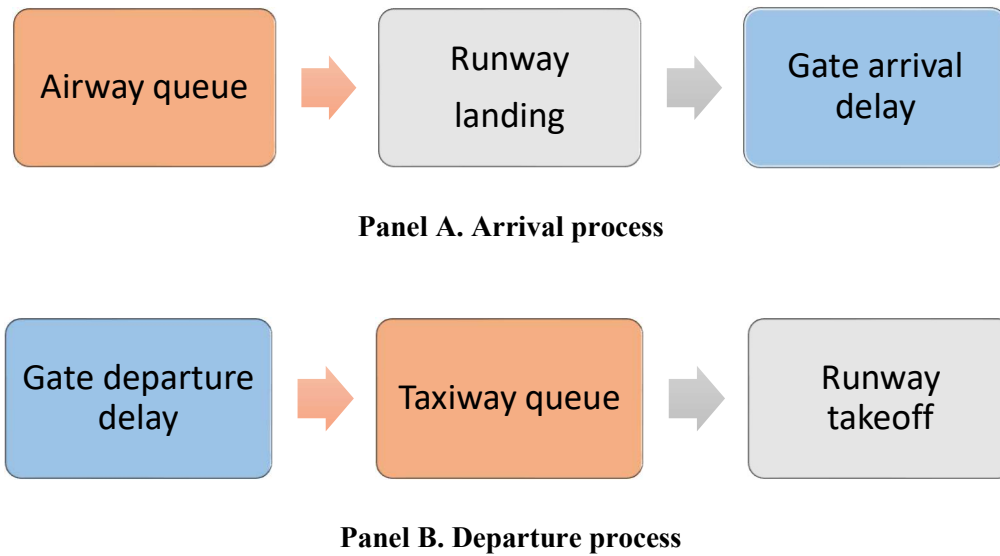 Airway queue
Runway
landing
Gate arrival
delay
Panel A. Arrival process
Gate departure
delay
Taxiway queue
Runway
takeoff
Panel B. Departure process